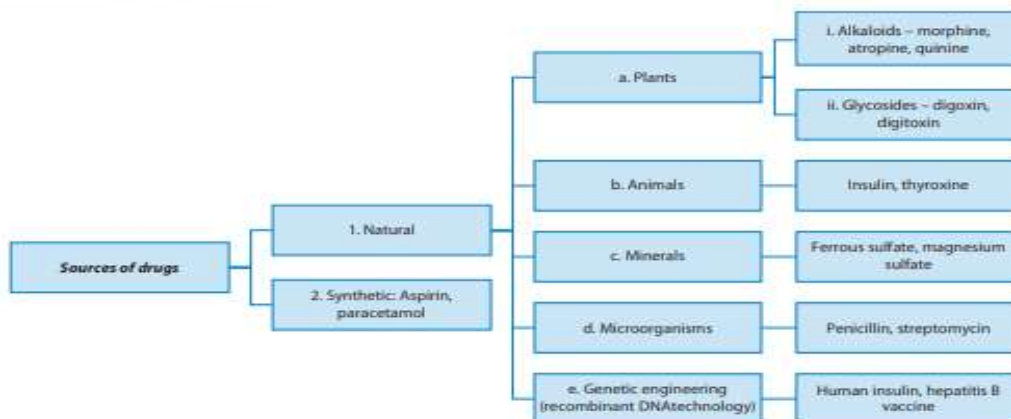 Sources of drugs
1. Natural
2. Synthetic: Aspirin,
paracetamol
a. Plants
i. Alkaloids – morphine,
atropine, quinine
ii. Glycosides – digoxin,
digitoxin
b. Animals
Insulin, thyroxine
c. Minerals
Ferrous sulfate, magnesium
sulfate
d. Microorganisms
Penicillin, streptomycin
e. Genetic engineering
(recombinant DNAtechnology)
Human insulin, hepatitis B
vaccine